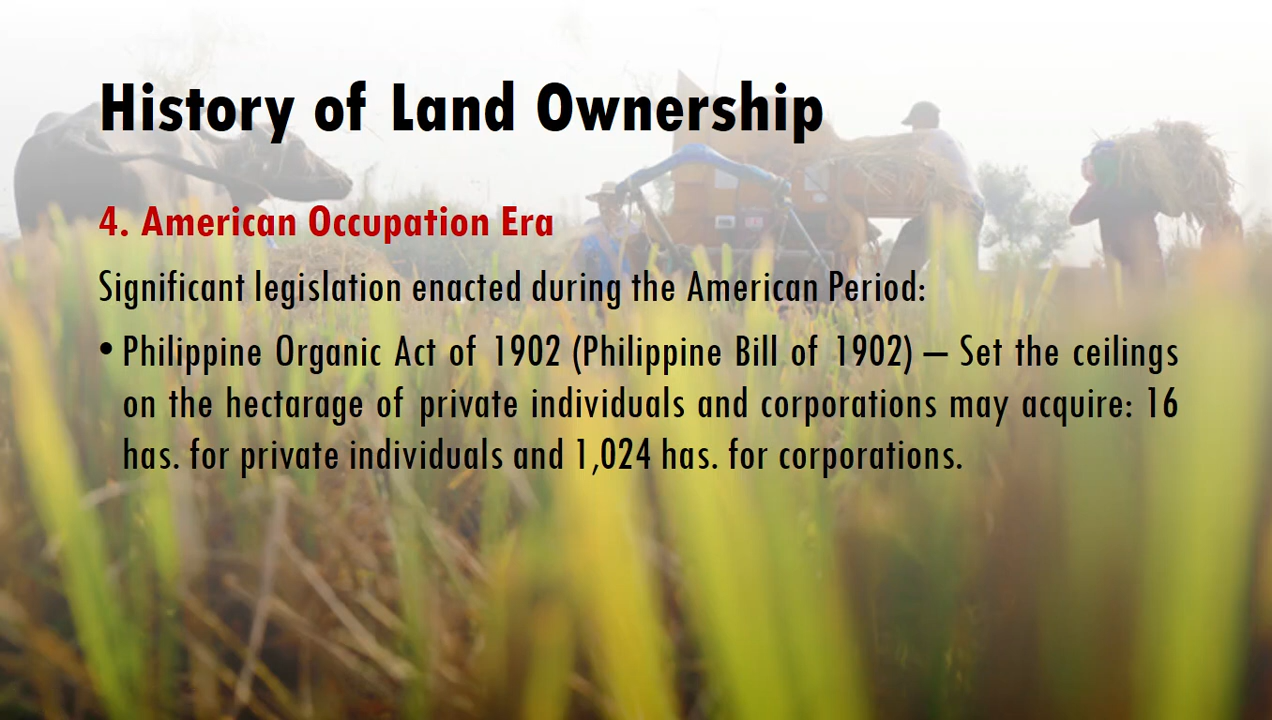 History of Land Ownership
4. American Occupation Era
Significant legislation enacted during the American Period:
• Philippine Organic Act of 1902 (Philippine Bill of 1902) – Set the ceilings
on the hectarage of private individuals and corporations may acquire: 16
has. for private individuals and 1,024 has. for corporations.